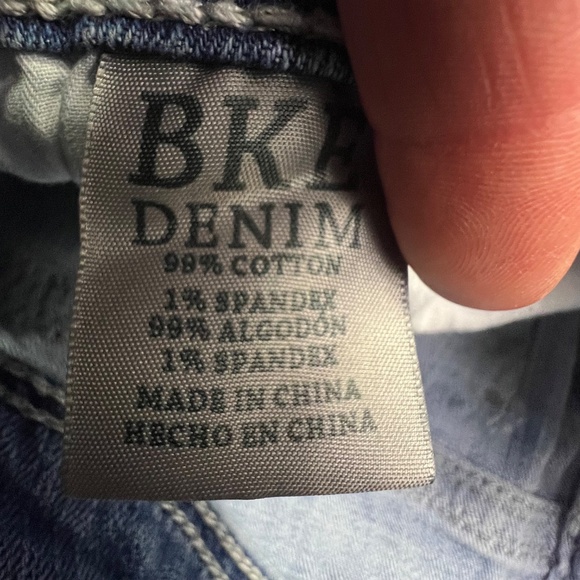 BKE
DENIM
99% COTTON
1% SPANDEX
99% ALGODÓN
1% SPANDEX
MADE IN CHINA
HECHO EN CHINA